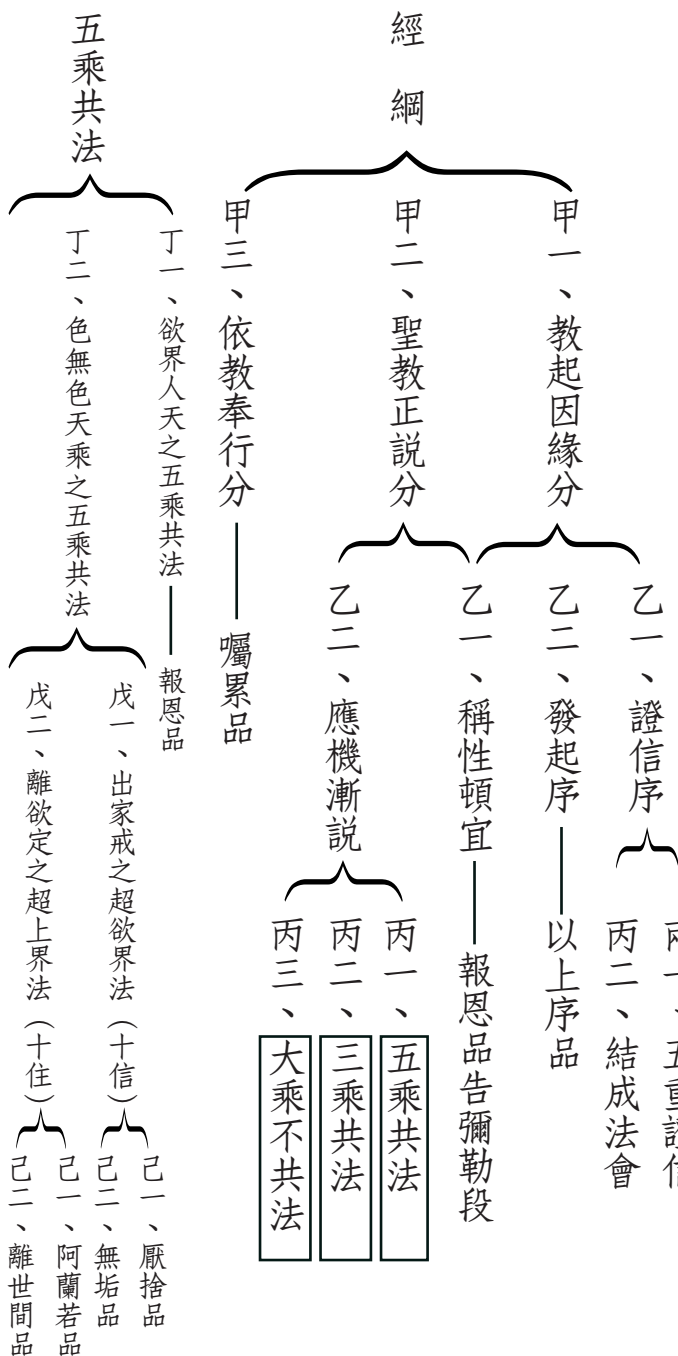 經綱
甲一、教起因緣分
乙一、證信序
丙一、五重證信
丙二、結成法會
乙二、發起序
以上序品
甲二、聖教正説分
乙一、稱性頓宜
報恩品告彌勒段
乙二、應機漸説
丙一、五乘共法
丙二、三乘共法
丙三、大乘不共法
甲三、依教奉行分
囑累品
五乘共法
丁一、欲界人天之五乘共法
報恩品
丁二、色無色天乘之五乘共法
戊一、出家戒之超欲界法（十信）
己一、厭捨品
己二、無垢品
戊二、離欲定之超上界法（十住）
己一、阿蘭若品
己二、離世間品